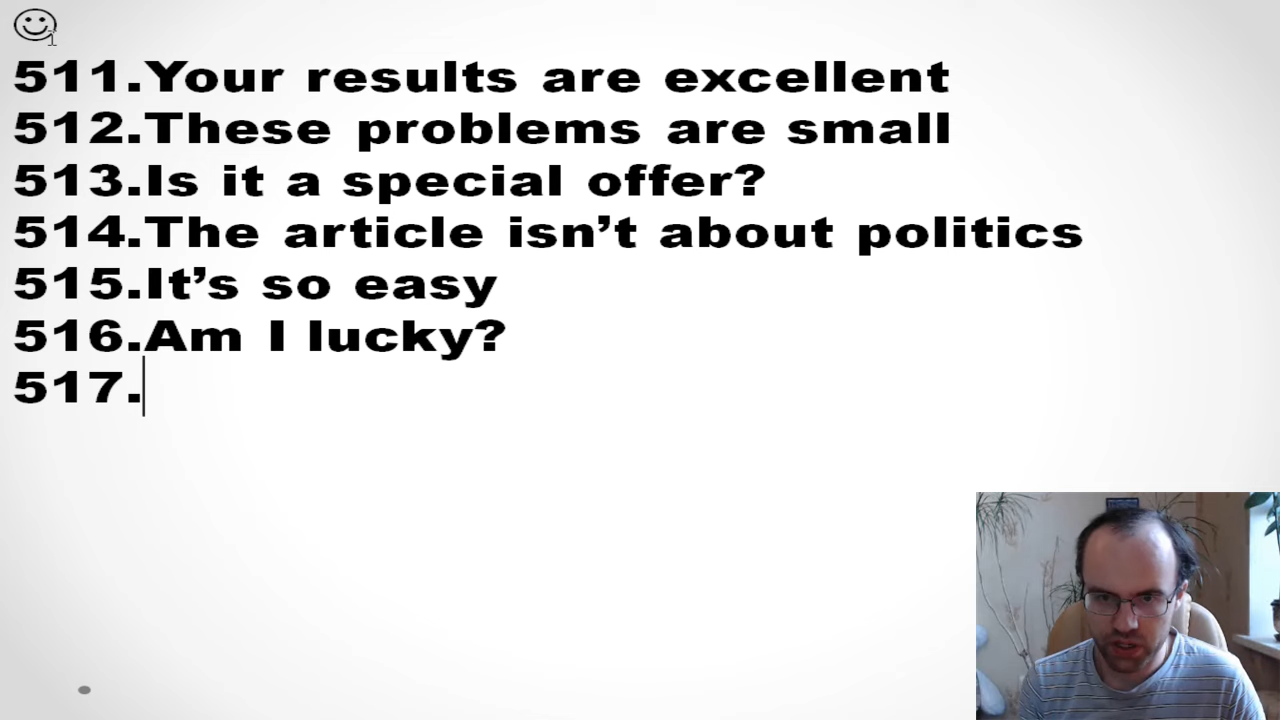 511.Your results are excellent
512.These problems are small
513.Is it a special offer?
514.The article isn’t about politics
515.It’s so easy
516.Am I lucky?
517.